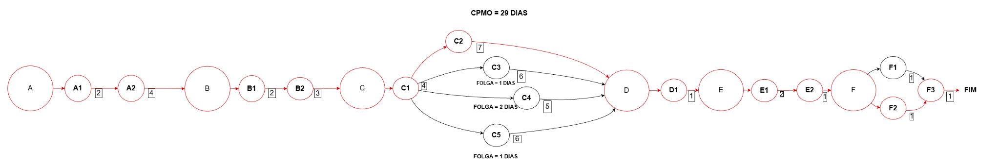 CPMO = 29 DIAS
A
A1
2
A2
4
B
B1
2
B2
3
C
C1
4
C2
7
C3
6
FOLGA = 1 DIAS
C4
5
FOLGA = 2 DIAS
C5
6
FOLGA = 1 DIAS
D
D1
1
E
E1
2
E2
1
F
F1
1
F2
1
F3
1
FIM